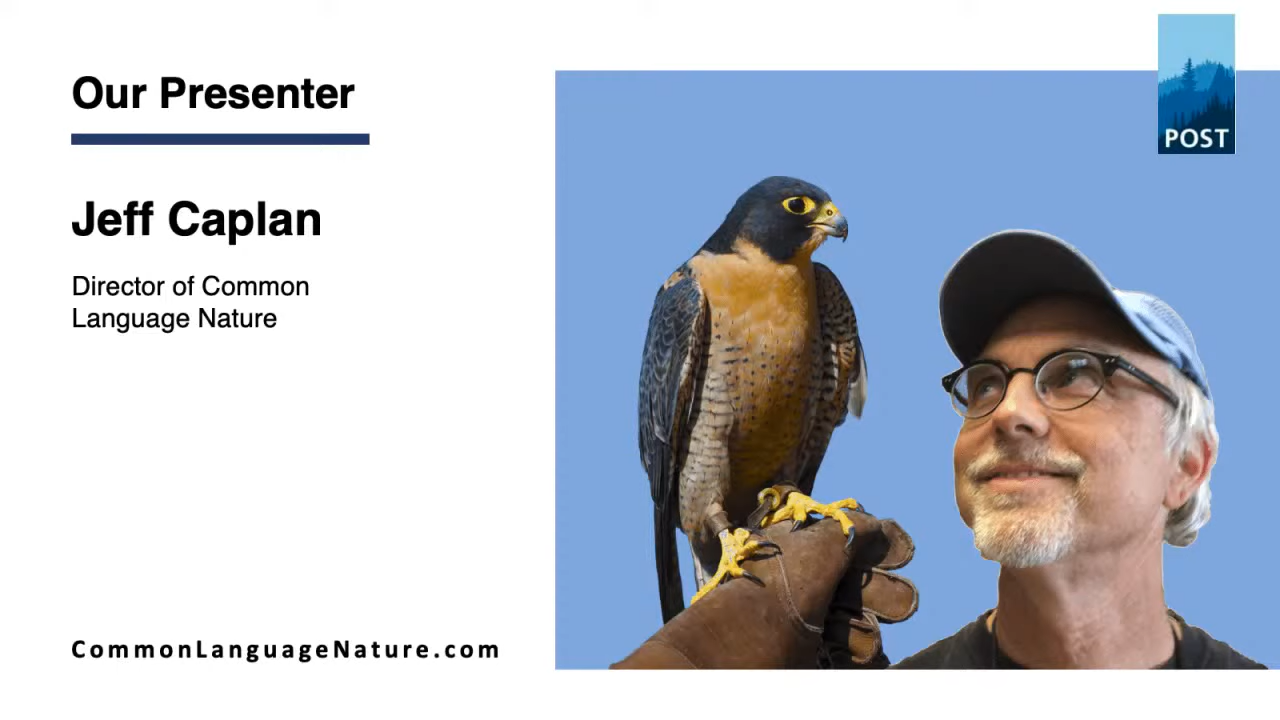 Our Presenter
POST
Jeff Caplan
Director of Common
Language Nature
CommonLanguageNature.com